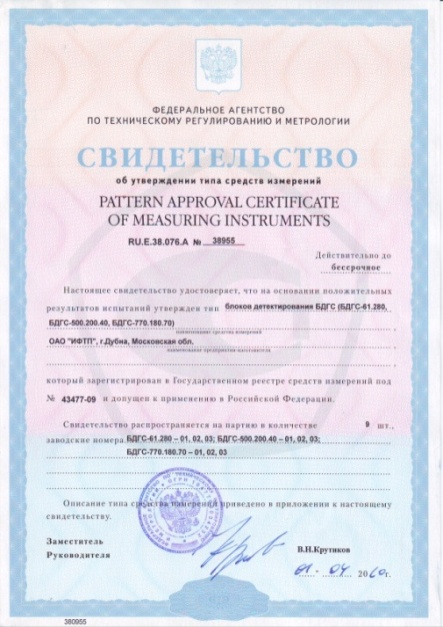 ФЕДЕРАЛЬНОЕ АГЕНТСТВО
ПО ТЕХНИЧЕСКОМУ РЕГУЛИРОВАНИЮ И МЕТРОЛОГИИ
СВИДЕТЕЛЬСТВО
об утверждении типа средств измерений
PATTERN APPROVAL CERTIFICATE
OF MEASURING INSTRUMENTS
RU.E.38.076.A № 38955
Действительно до
бессрочное
Настоящее свидетельство удостоверяет, что на основании положительных
результатов испытаний утвержден тип блоков детектирования БДГС (БДГС-61.280,
БДГС-500.200.40, БДГС-770.180.70)
наименование средства измерений
ОАО "ИФТП", г.Дубна, Московская обл.
наименование предприятия-изготовителя
который зарегистрирован в Государственном реестре средств измерений под
№ 43477-09 и допущен к применению в Российской Федерации.
Свидетельство распространяется на партию в количестве 9 шт.,
заводские номера БДГС-61.280 – 01, 02, 03; БДГС-500.200.40 – 01, 02, 03;
БДГС-770.180.70 – 01, 02, 03
Описание типа средства измерений приведено в приложении к настоящему
свидетельству.
Заместитель
Руководителя
В.Н.Крутиков
01. 04 20 г.
380955